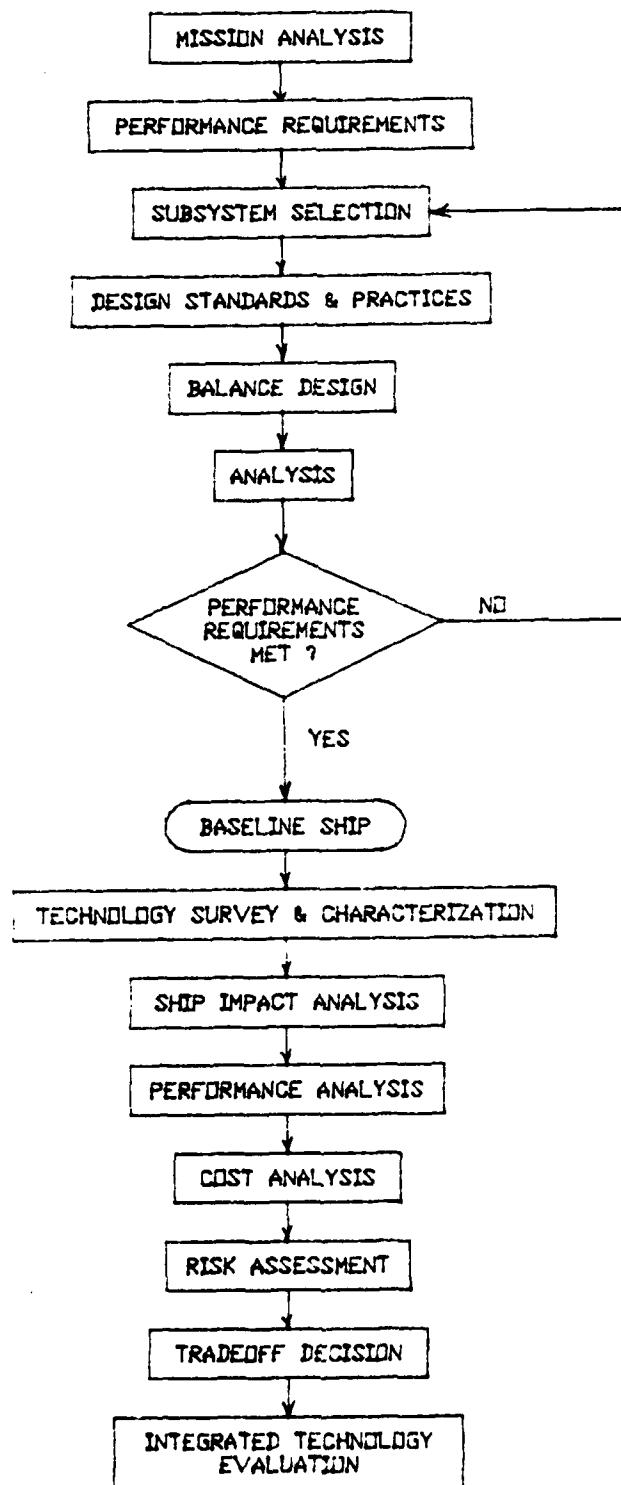 MISSION ANALYSIS
PERFORMANCE REQUIREMENTS
SUBSYSTEM SELECTION
DESIGN STANDARDS & PRACTICES
BALANCE DESIGN
ANALYSIS
PERFORMANCE
REQUIREMENTS
MET ?
NO
YES
BASELINE SHIP
TECHNOLOGY SURVEY & CHARACTERIZATION
SHIP IMPACT ANALYSIS
PERFORMANCE ANALYSIS
COST ANALYSIS
RISK ASSESSMENT
TRADEOFF DECISION
INTEGRATED TECHNOLOGY
EVALUATION